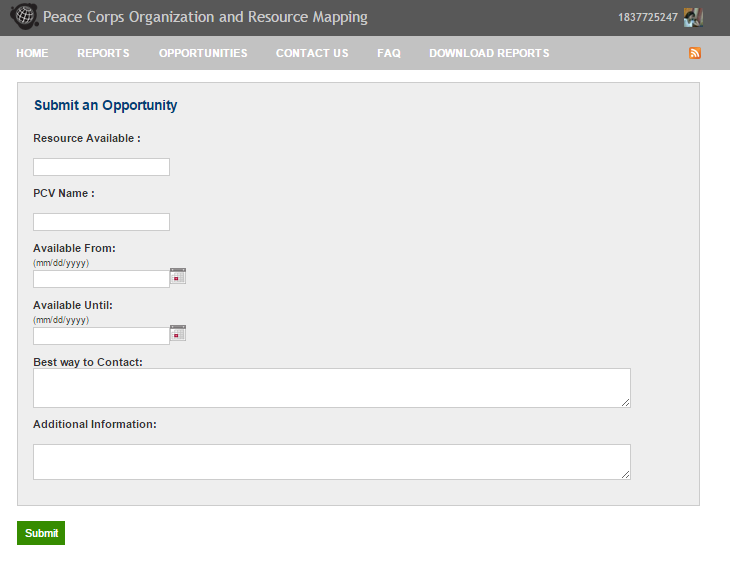 Peace Corps Organization and Resource Mapping
1837725247
HOME REPORTS OPPORTUNITIES CONTACT US FAQ DOWNLOAD REPORTS
Submit an Opportunity
Resource Available :
PCV Name :
Available From:
(mm/dd/yyyy)
Available Until:
(mm/dd/yyyy)
Best way to Contact:
Additional Information:
Submit